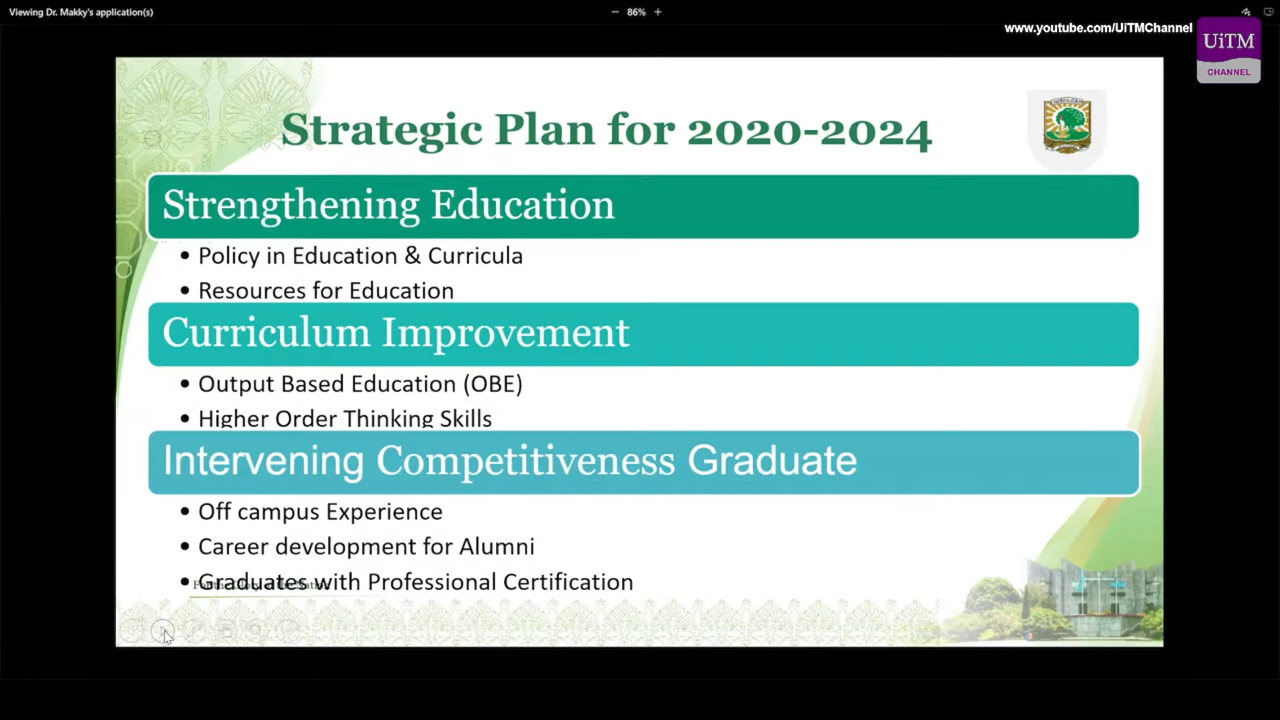 Viewing Dr. Makky's application(s)
86%
www.youtube.com/UiTMChannel
UiTM
CHANNEL
Strategic Plan for 2020-2024
Strengthening Education
• Policy in Education & Curricula
• Resources for Education
Curriculum Improvement
• Output Based Education (OBE)
• Higher Order Thinking Skills
Intervening Competitiveness Graduate
• Off campus Experience
• Career development for Alumni
• Graduates with Professional Certification